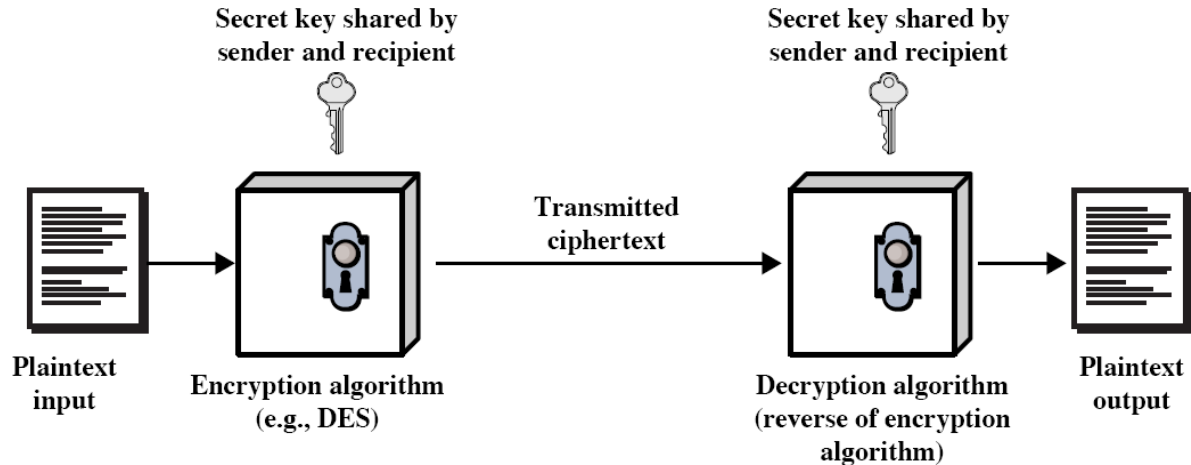 Secret key shared by
sender and recipient
Secret key shared by
sender and recipient
Transmitted
ciphertext
Plaintext
input
Encryption algorithm
(e.g., DES)
Decryption algorithm
(reverse of encryption
algorithm)
Plaintext
output